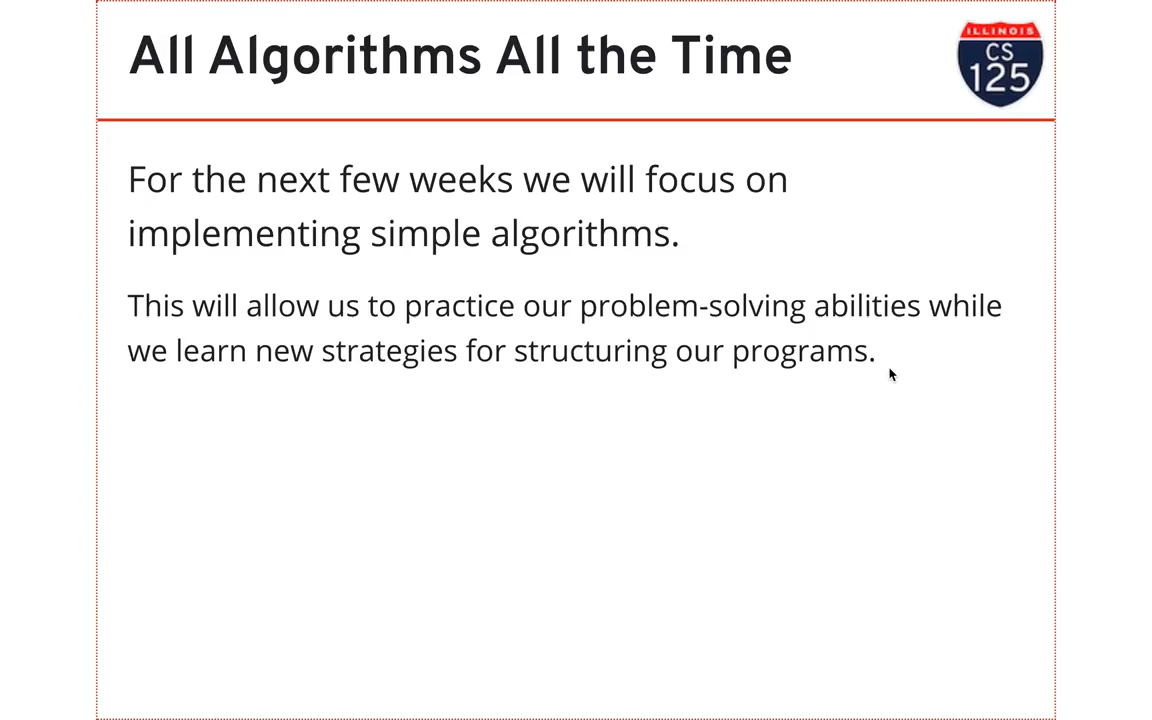 All Algorithms All the Time
ILLINOIS
CS
125
For the next few weeks we will focus on
implementing simple algorithms.
This will allow us to practice our problem-solving abilities while
we learn new strategies for structuring our programs.